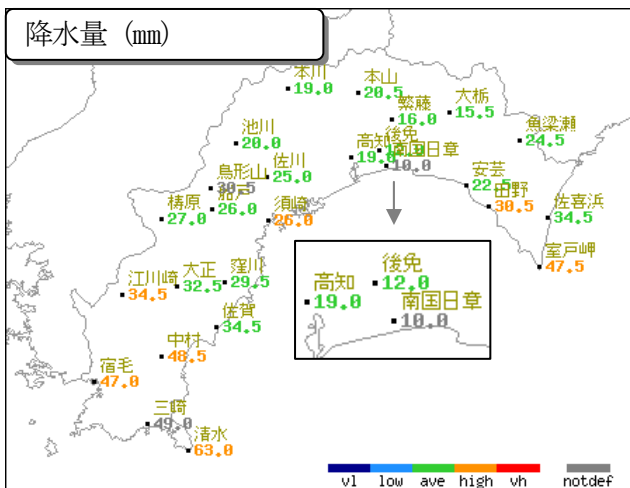 降水量 (mm)
本川
19.0
本山
20.5
繁藤
16.0
大栃
15.5
魚梁瀬
24.5
池川
20.0
高知
19.0
後免
南国日章
10.0
鳥形山
30.5
佐川
25.0
安芸
22.5
田野
30.5
佐喜浜
34.5
梼原
27.0
船戸
26.0
須崎
26.0
室戸岬
47.5
江川崎
34.5
大正
32.5
窪川
29.5
佐賀
34.5
後免
12.0
高知
19.0
南国日章
10.0
中村
48.5
宿毛
47.0
三崎
49.0
清水
63.0
vl low ave high vh notdef